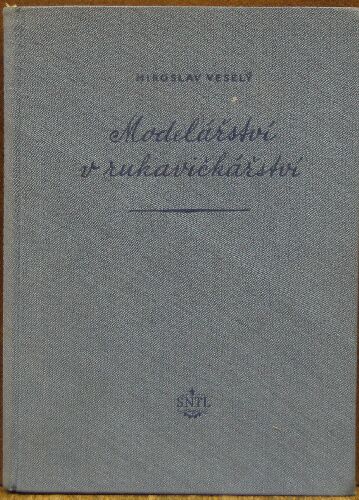 MIROSLAV VESELÝ
Modelářství
v rukavičkářství
SNTL